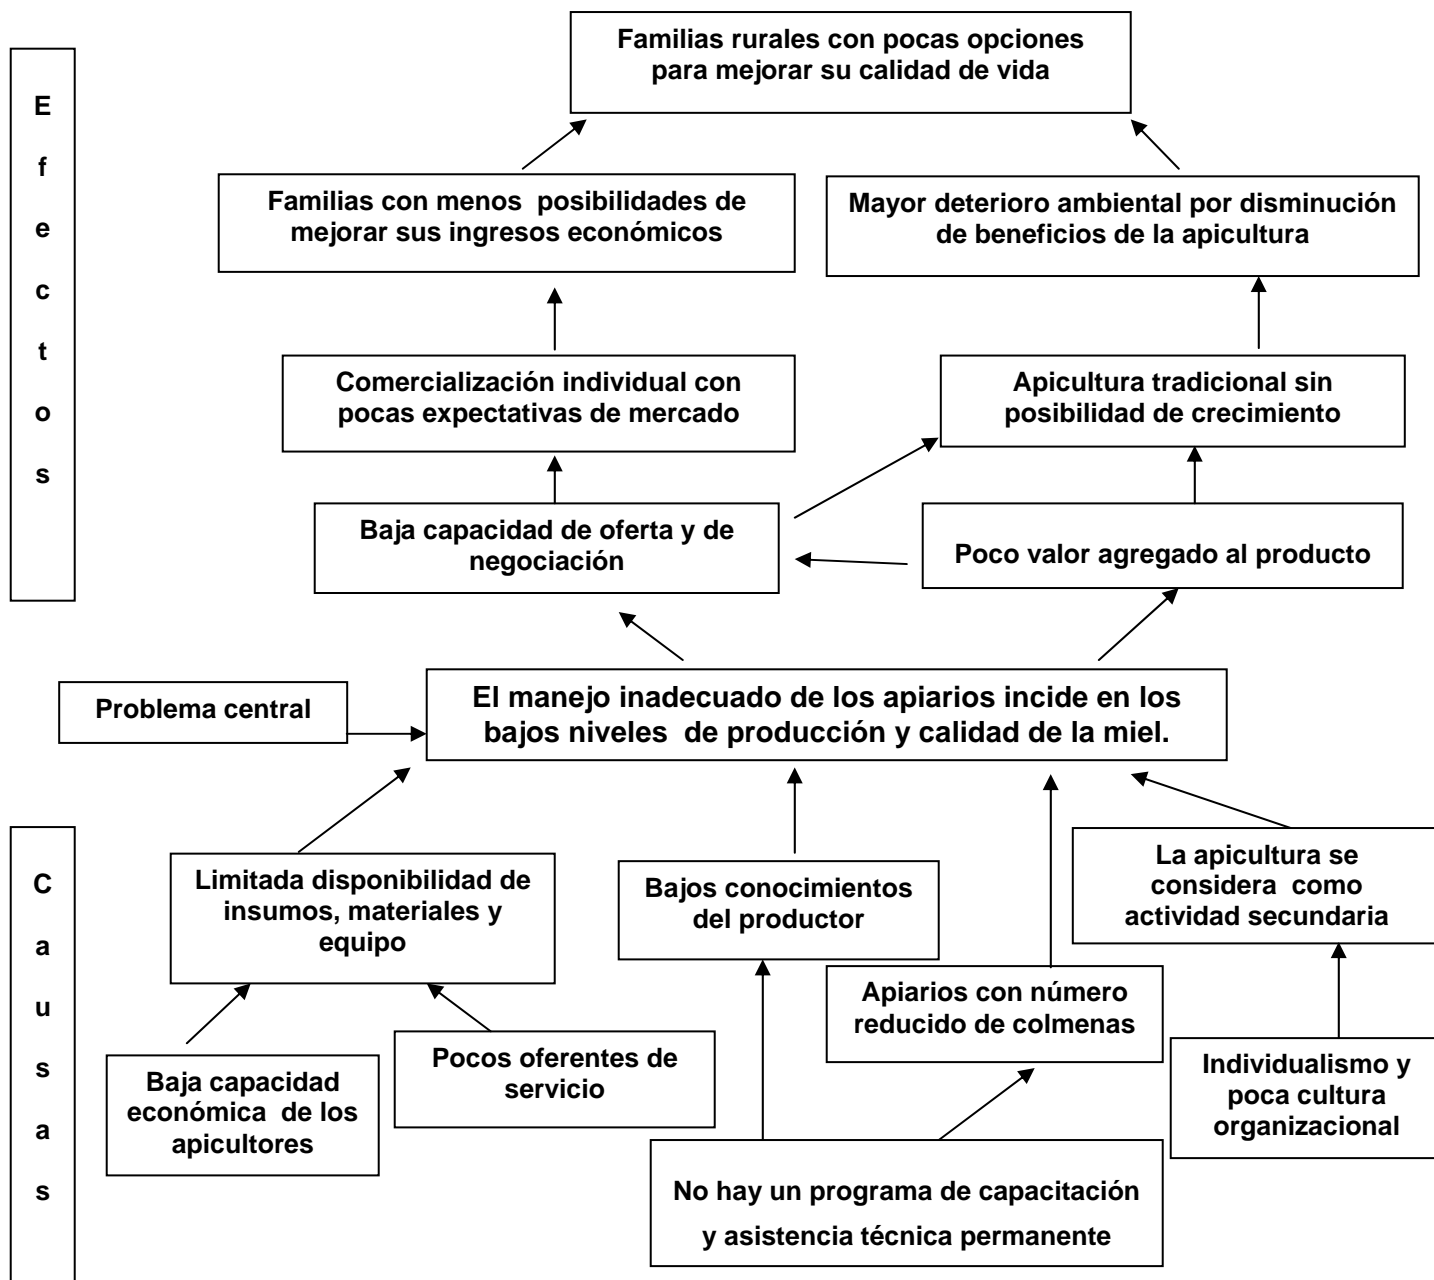 Familias rurales con pocas opciones
para mejorar su calidad de vida
E
f
e
c
t
o
s
Familias con menos posibilidades de
mejorar sus ingresos económicos
Mayor deterioro ambiental por disminución
de beneficios de la apicultura
Comercialización individual con
pocas expectativas de mercado
Apicultura tradicional sin
posibilidad de crecimiento
Baja capacidad de oferta y de
negociación
Poco valor agregado al producto
Problema central
El manejo inadecuado de los apiarios incide en los
bajos niveles de producción y calidad de la miel.
C
a
u
s
a
s
Limitada disponibilidad de
insumos, materiales y
equipo
Bajos conocimientos
del productor
La apicultura se
considera como
actividad secundaria
Apiarios con número
reducido de colmenas
Baja capacidad
económica de los
apicultores
Pocos oferentes de
servicio
Individualismo y
poca cultura
organizacional
No hay un programa de capacitación
y asistencia técnica permanente